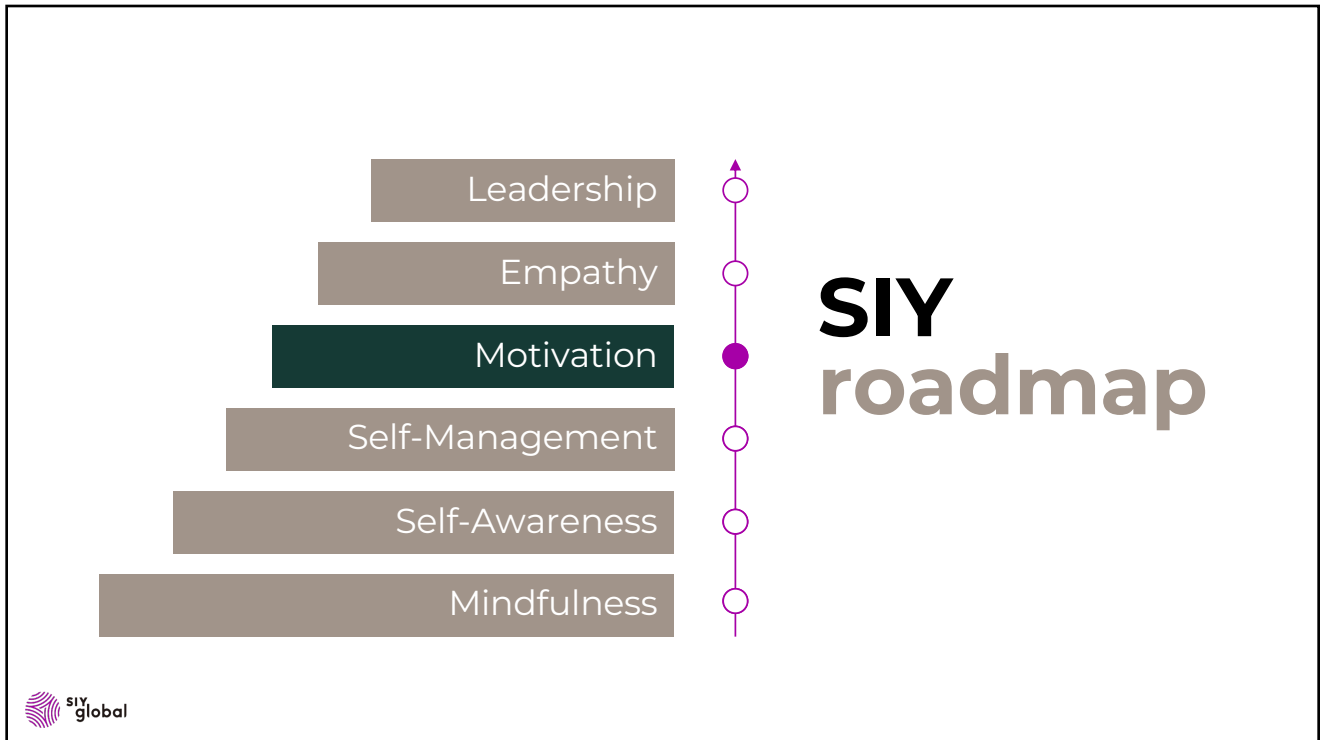 Leadership
Empathy
Motivation
Self-Management
Self-Awareness
Mindfulness
SIY
roadmap
SIY
global